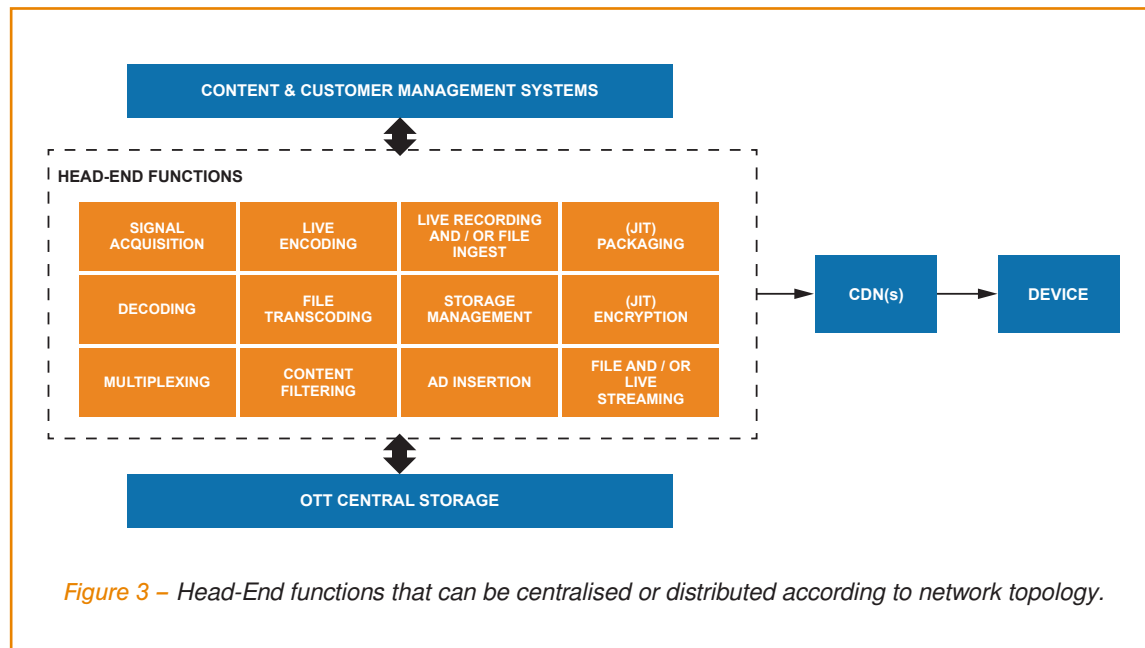 CONTENT & CUSTOMER MANAGEMENT SYSTEMS
HEAD-END FUNCTIONS
SIGNAL
ACQUISITION
LIVE
ENCODING
LIVE RECORDING
AND / OR FILE
INGEST
(JIT)
PACKAGING
DECODING
FILE
TRANSCODING
STORAGE
MANAGEMENT
(JIT)
ENCRYPTION
MULTIPLEXING
CONTENT
FILTERING
AD INSERTION
FILE AND / OR
LIVE
STREAMING
CDN(s)
DEVICE
OTT CENTRAL STORAGE
Figure 3 – Head-End functions that can be centralised or distributed according to network topology.